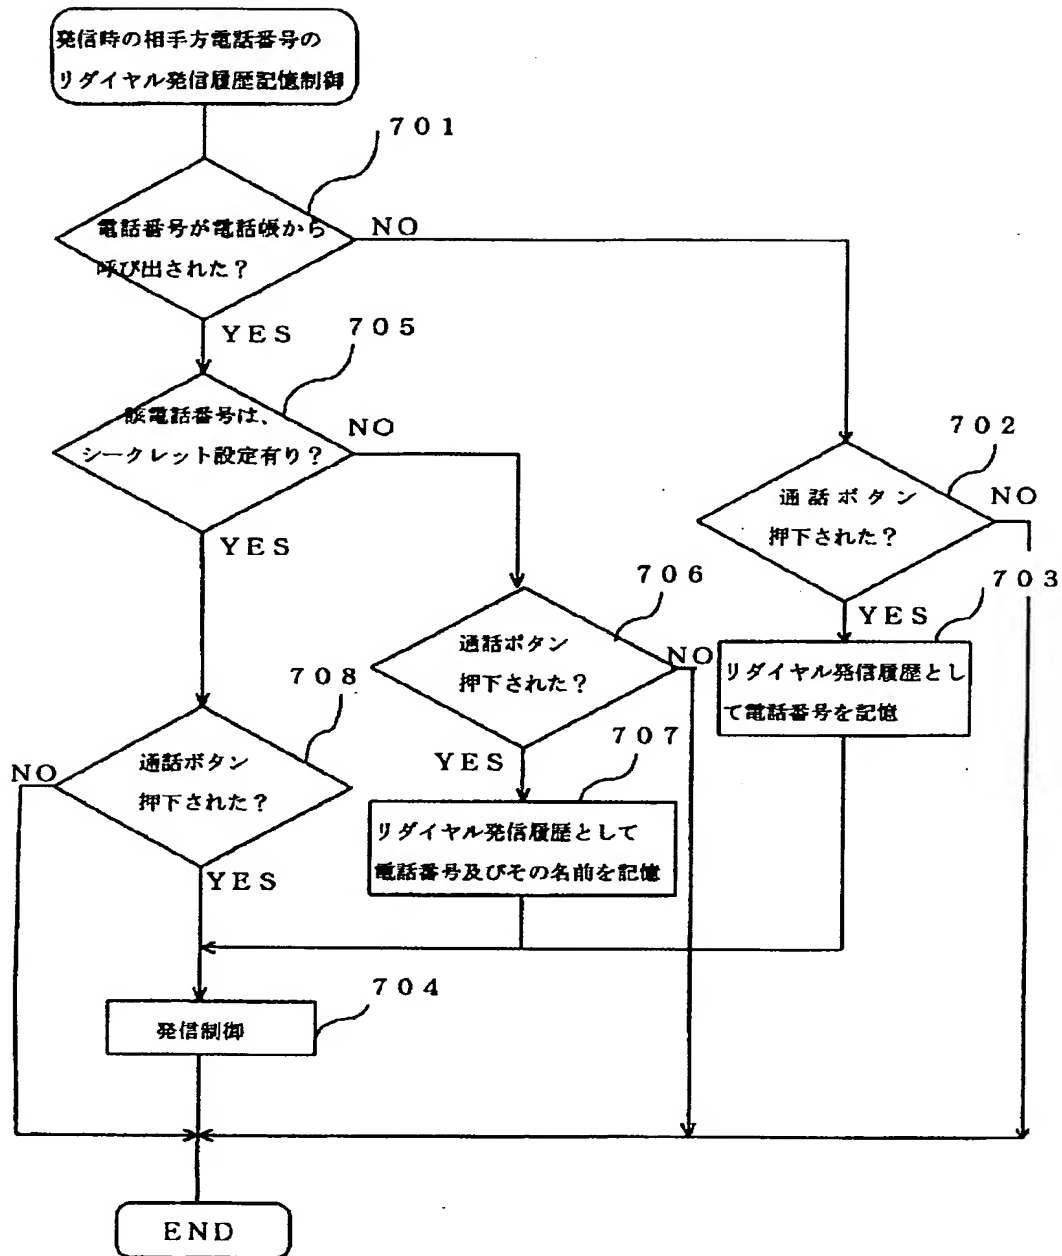 発信時の相手方電話番号の
リダイヤル発信履歴記憶制御
701
電話番号が電話帳から
呼び出された?
NO
YES
705
該電話番号は、
シークレット設定有り?
NO
YES
702
通話ボタン
押下された?
NO
YES
703
リダイヤル発信履歴とし
て電話番号を記憶
706
通話ボタン
押下された?
NO
YES
707
リダイヤル発信履歴として
電話番号及びその名前を記憶
708
通話ボタン
押下された?
NO
YES
704
発信制御
END